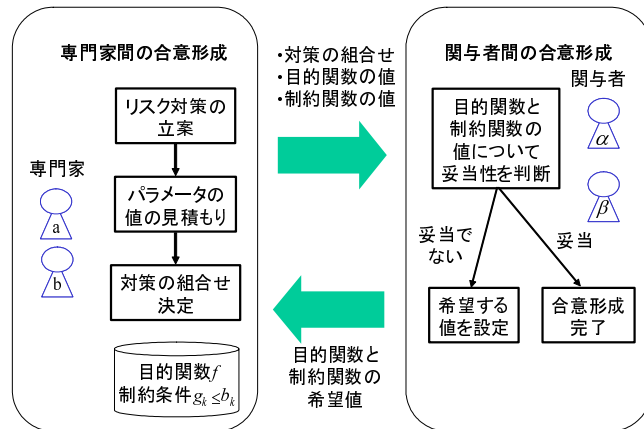 専門家間の合意形成
リスク対策の
立案
専門家
a
b
パラメータの
値の見積もり
対策の組合せ
決定
目的関数f
制約条件g_k≤b_k
・対策の組合せ
・目的関数の値
・制約関数の値
目的関数と
制約関数の
希望値
関与者間の合意形成
関与者
α
β
目的関数と
制約関数の
値について
妥当性を判断
妥当で
ない
妥当
希望する
値を設定
合意形成
完了